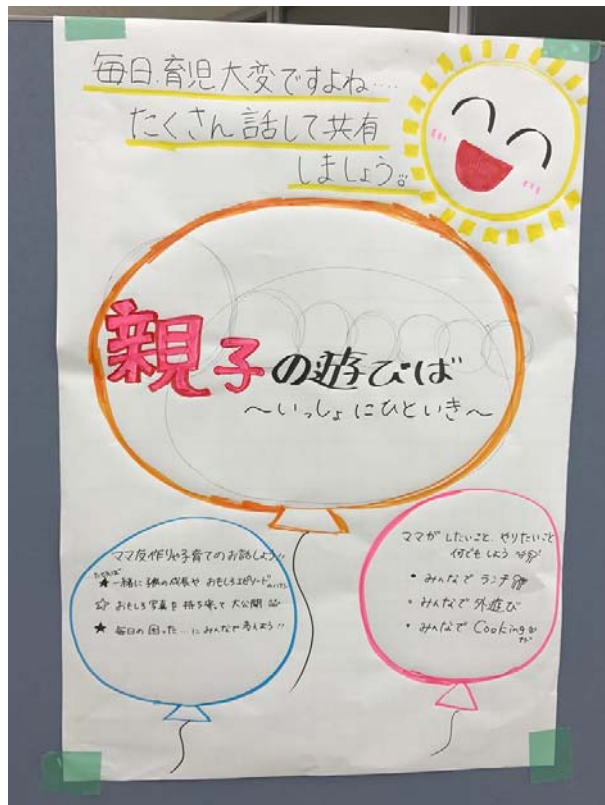 毎日育児大変ですよね....
たくさん話して共有
しましょう。
親子の遊びば
～いっしょにひといき～
ママ友作りや子育てのお話しよう!!
たとえば
★一緒に子供の成長や おもしろエピソード
☆ おもしろ写真を持ち寄って大公開
★ 毎日の困った...にみんなで考えよう!!
ママが したいこと、やりたいこと
何でもしよう
・みんなで ランチ
・みんなで 外遊び
・みんなで Cooking
など